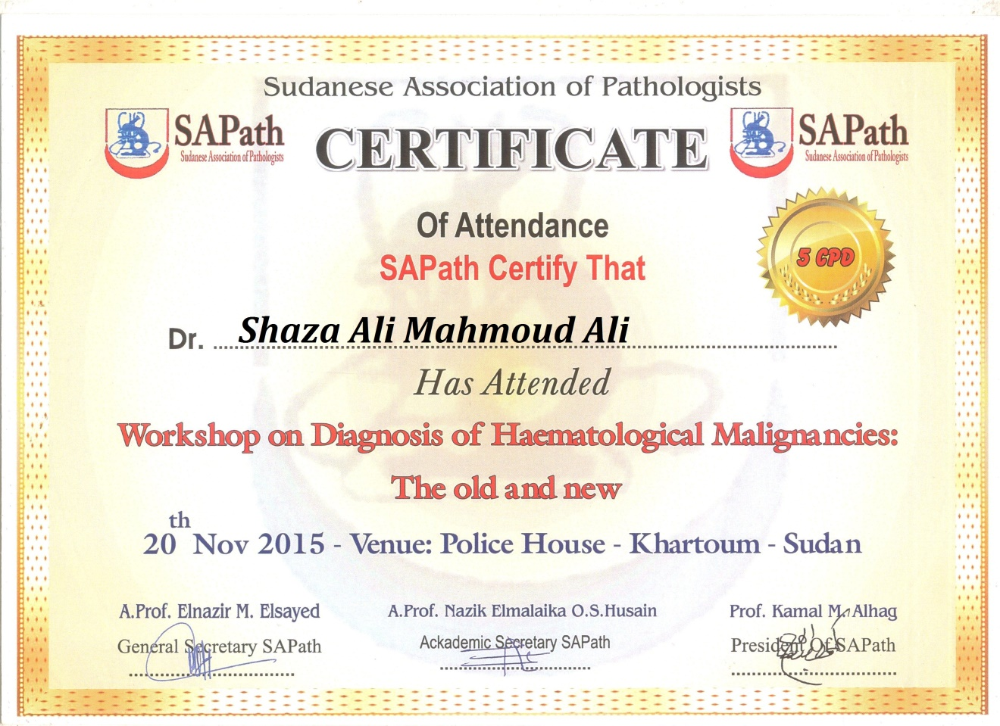 Sudanese Association of Pathologists
SAPath
Sudanese Association of Pathologists
CERTIFICATE
SAPath
Sudanese Association of Pathologists
Of Attendance
SAPath Certify That
5 CPD
Dr. Shaza Ali Mahmoud Ali
Has Attended
Workshop on Diagnosis of Haematological Malignancies:
The old and new
20th Nov 2015 - Venue: Police House - Khartoum - Sudan
A.Prof. Elnazir M. Elsayed
General Secretary SAPath
A.Prof. Nazik Elmalaika O.S.Husain
Ackademic Secretary SAPath
Prof. Kamal M. Alhag
President Of SAPath